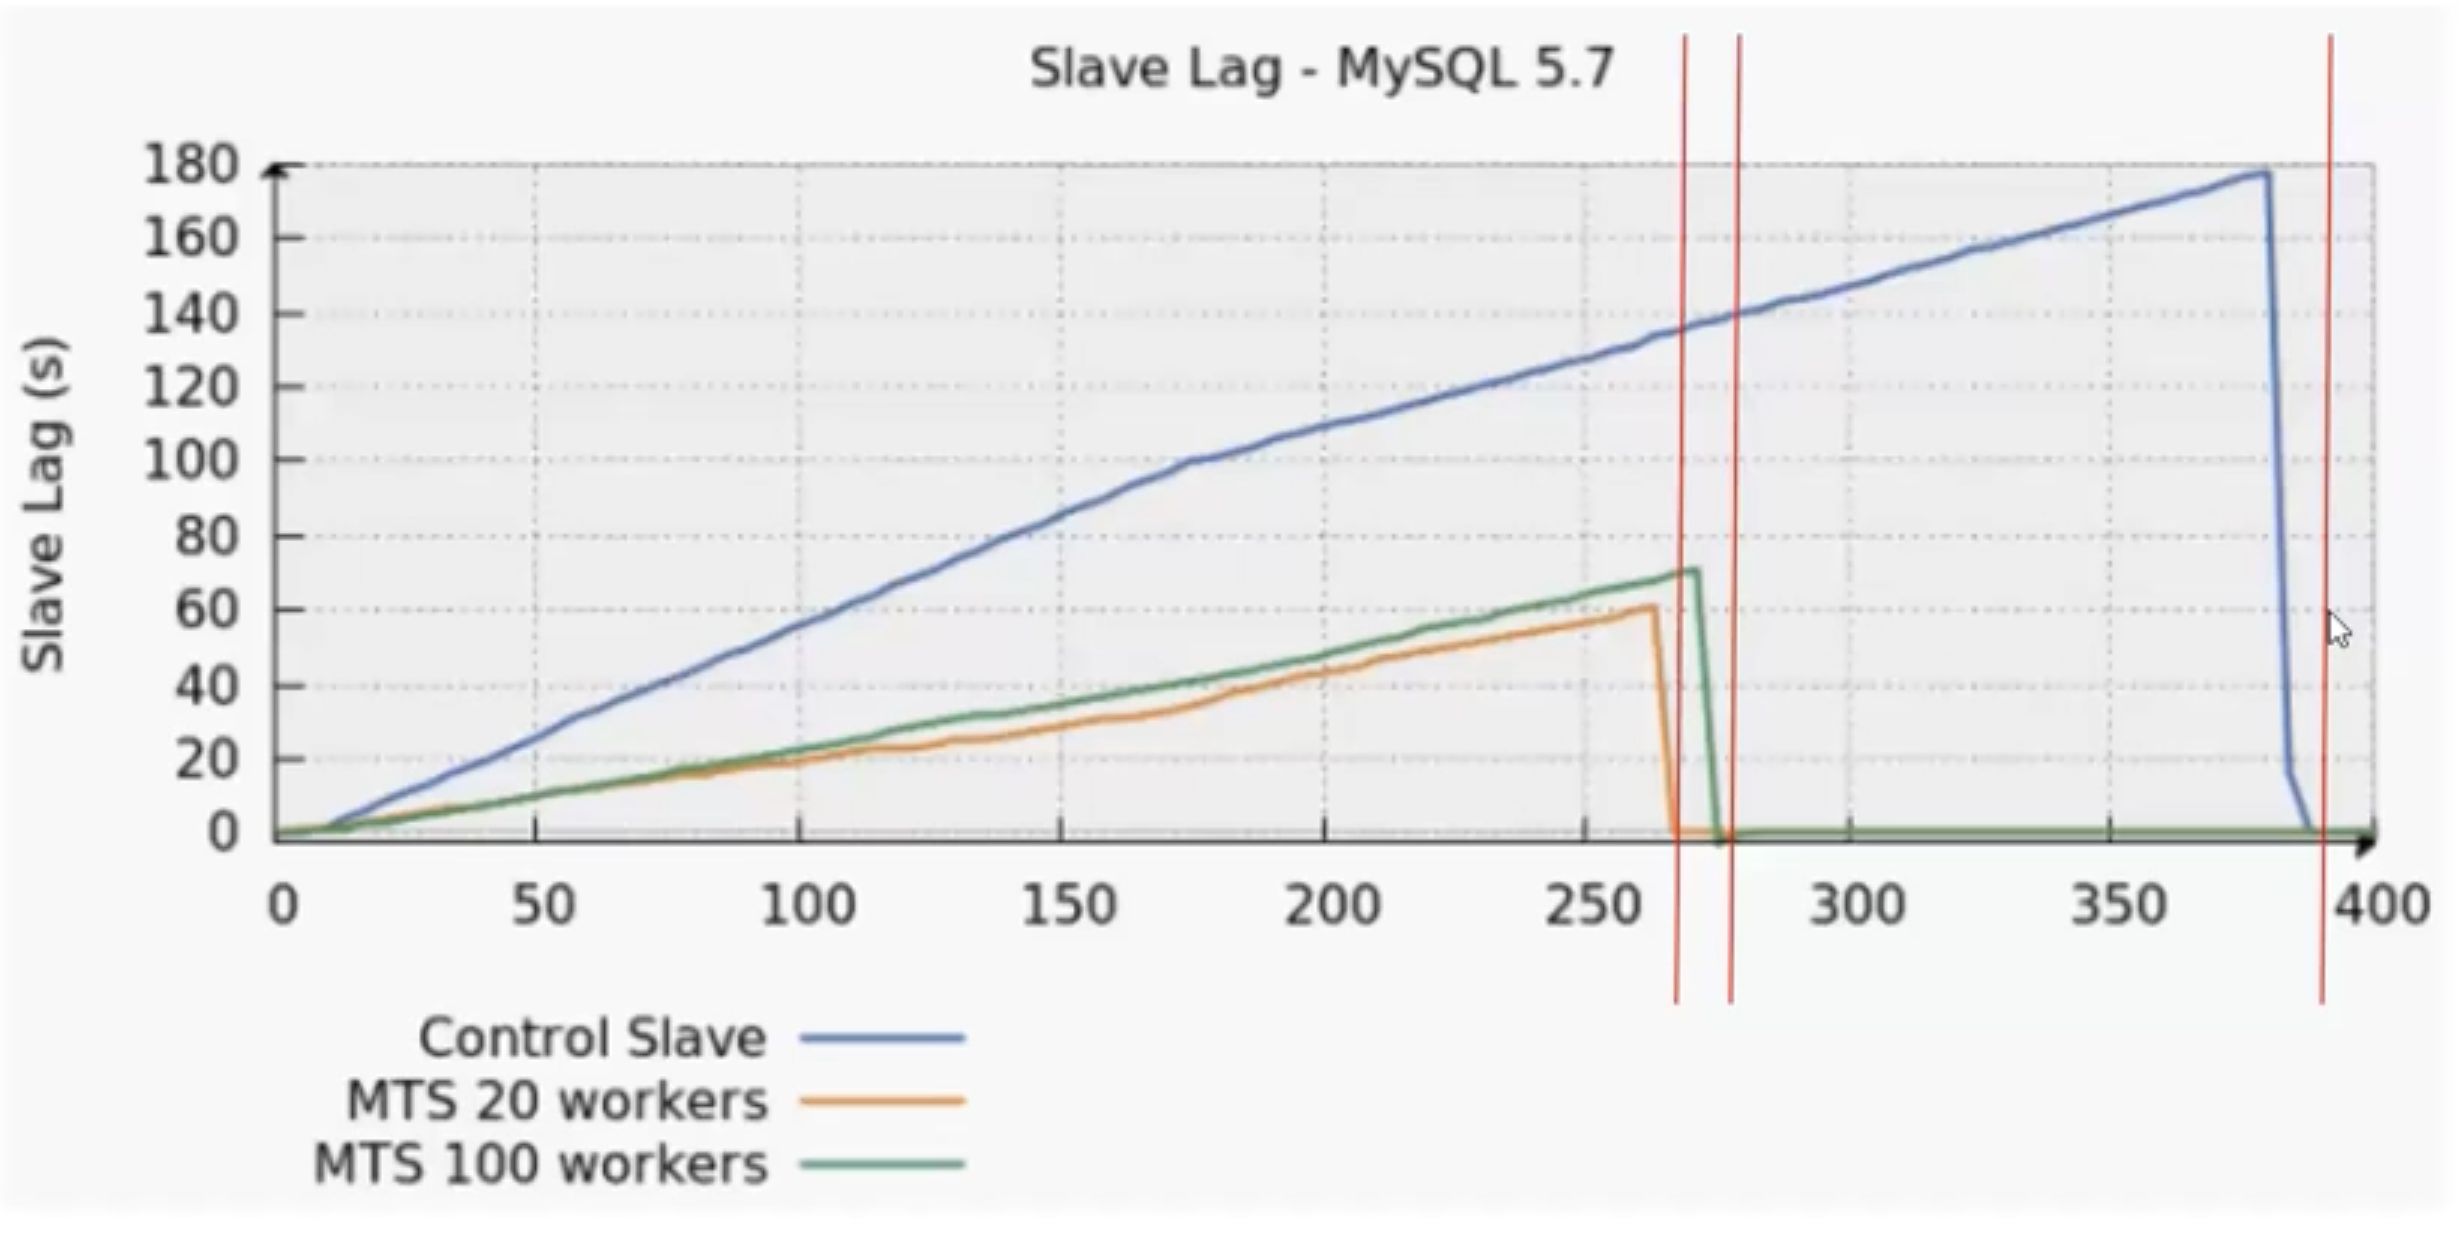 Slave Lag - MySQL 5.7
180
160
140
120
100
80
60
40
20
0
Slave Lag (s)
0 50 100 150 200 250 300 350 400
Control Slave
MTS 20 workers
MTS 100 workers